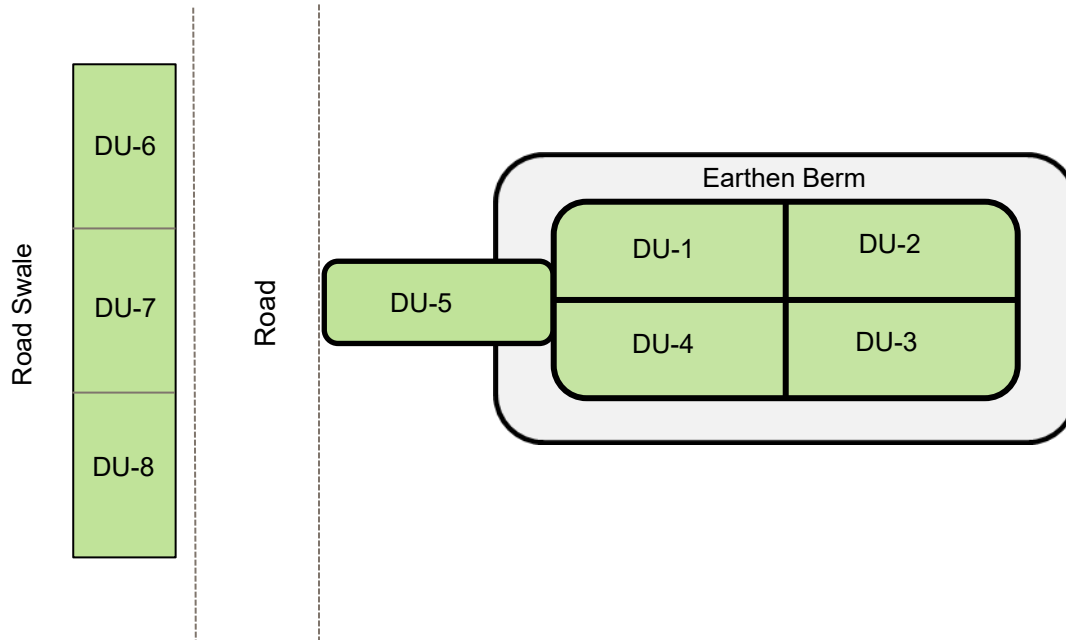 Road Swale
DU-6
DU-7
DU-8
Road
DU-5
Earthen Berm
DU-1
DU-2
DU-4
DU-3